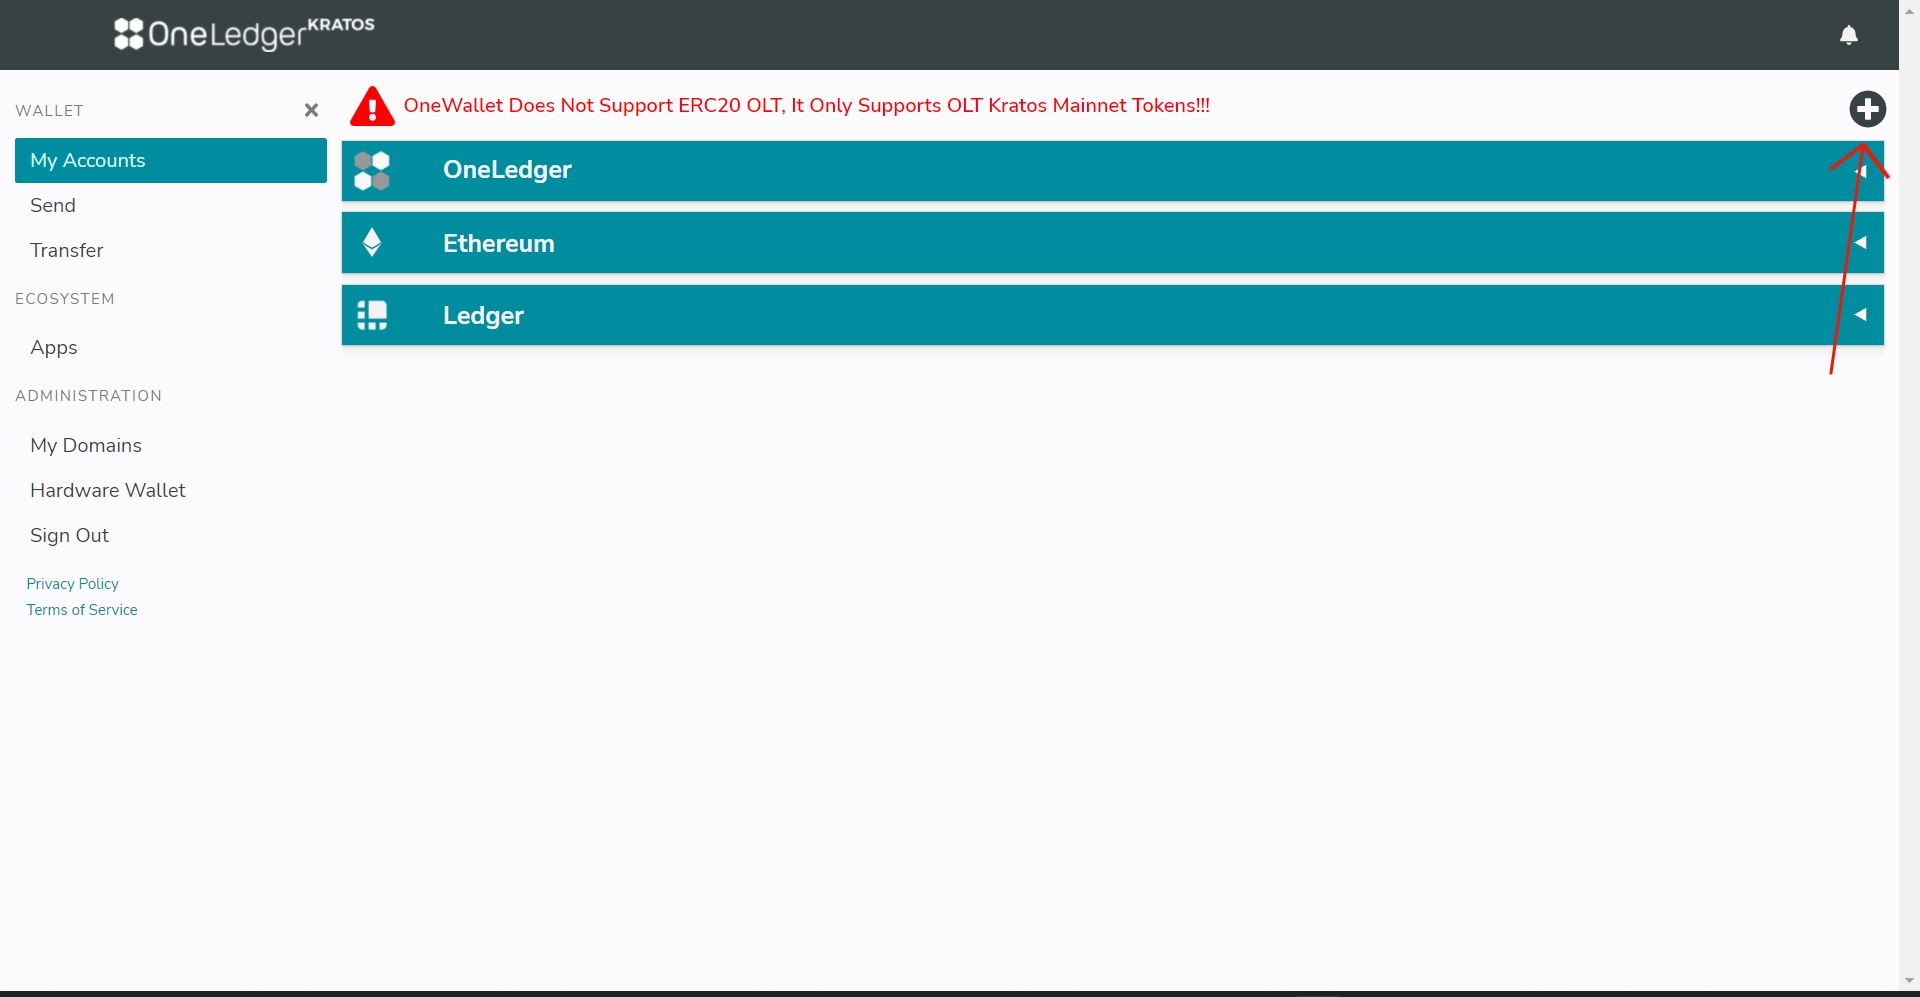 OneLedger KRATOS
WALLET
My Accounts
Send
Transfer
ECOSYSTEM
Apps
ADMINISTRATION
My Domains
Hardware Wallet
Sign Out
Privacy Policy
Terms of Service
OneWallet Does Not Support ERC20 OLT, It Only Supports OLT Kratos Mainnet Tokens!!!
OneLedger
Ethereum
Ledger